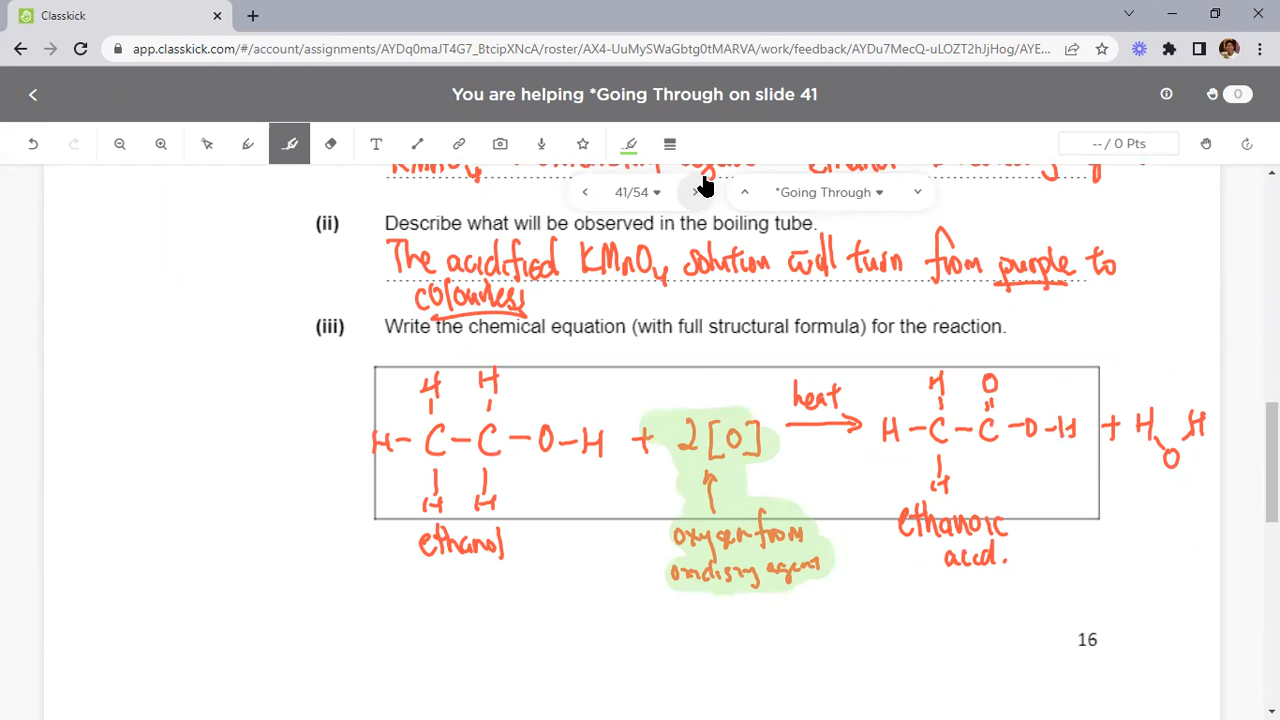 Classkick
app.classkick.com/#/account/assignments/AYDq0maJT4G7_BtcipXNCA/roster/AX4-UuMySWaGbtg0tMARVA/work/feedback/AYDu7MecQ-uLOZT2hJjHog/AYE...
You are helping *Going Through on slide 41
0
-- / 0 Pts
KMnO4
ethanol
41/54
*Going Through
(ii) Describe what will be observed in the boiling tube.
The acidified KMnO4 solution will turn from purple to
colourless
(iii) Write the chemical equation (with full structural formula) for the reaction.
H H heat H O
H - C - C - O - H + 2 [O] → H - C - C - O - H + H O H
H H H
ethanol oxygen from oxidising agent ethanoic
acid.
16